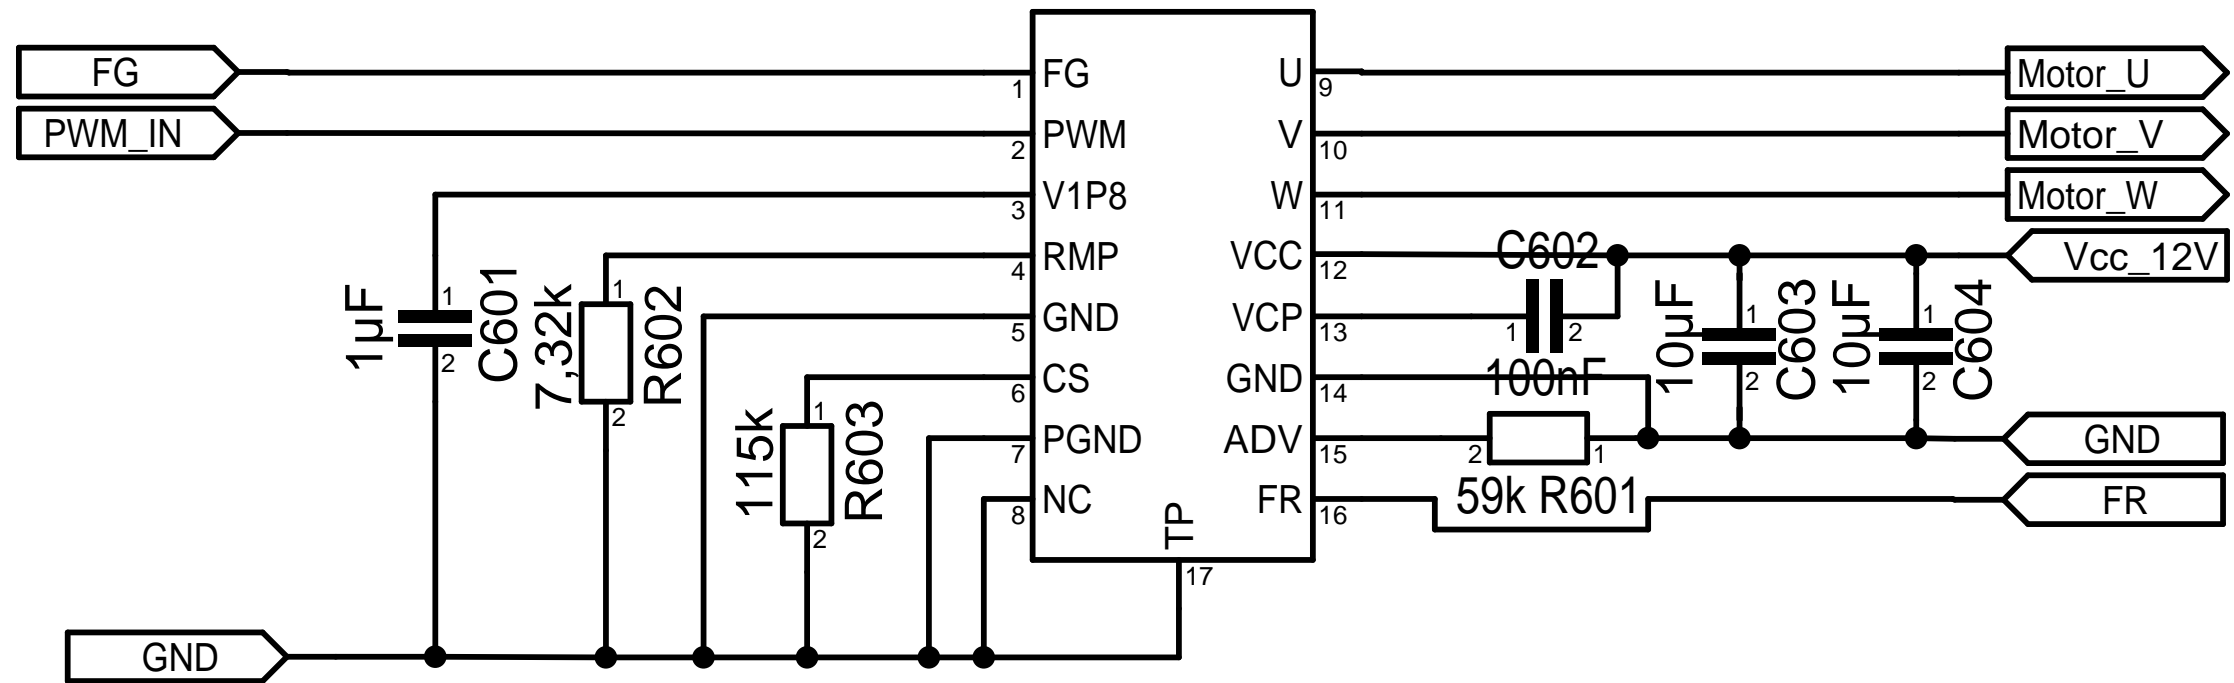 FG
1
FG
U
9
Motor_U
PWM_IN
2
PWM
V
10
Motor_V
3
V1P8
W
11
Motor_W
4
RMP
VCC
12
C602
Vcc_12V
1µF
1
2
C601
7,32k
1
2
R602
5
GND
VCP
13
1
2
100nF
10µF
1
2
C603
10µF
1
2
C604
6
CS
GND
14
115k
1
2
R603
7
PGND
ADV
15
2
1
GND
8
NC
FR
16
59k R601
FR
TP
17
GND